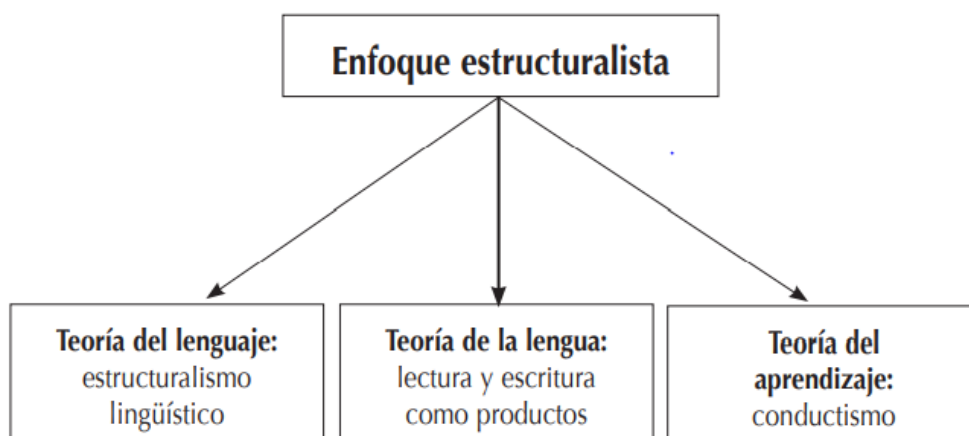 Enfoque estructuralista
Teoría del lenguaje:
estructuralismo
lingüístico
Teoría de la lengua:
lectura y escritura
como productos
Teoría del
aprendizaje:
conductismo